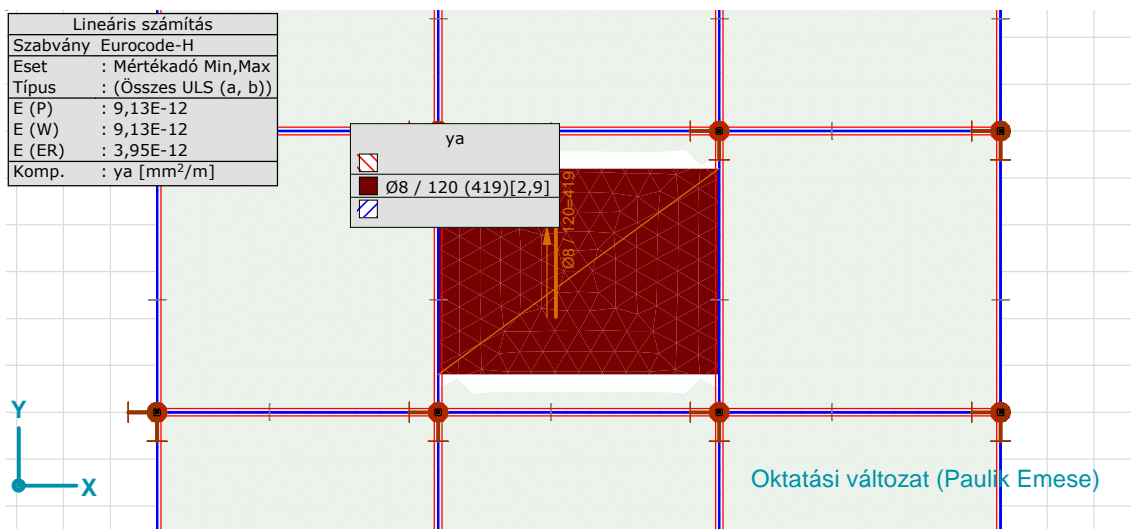 Lineáris számítás
Szabvány Eurocode-H
Eset : Mértékadó Min,Max
Típus : (Összes ULS (a, b))
E (P) : 9,13E-12
E (W) : 9,13E-12
E (ER) : 3,95E-12
Komp. : ya [mm²/m]
ya
Ø8 / 120 (419)[2,9]
Ø8 / 120=419
Y
X
Oktatási változat (Paulik Emese)